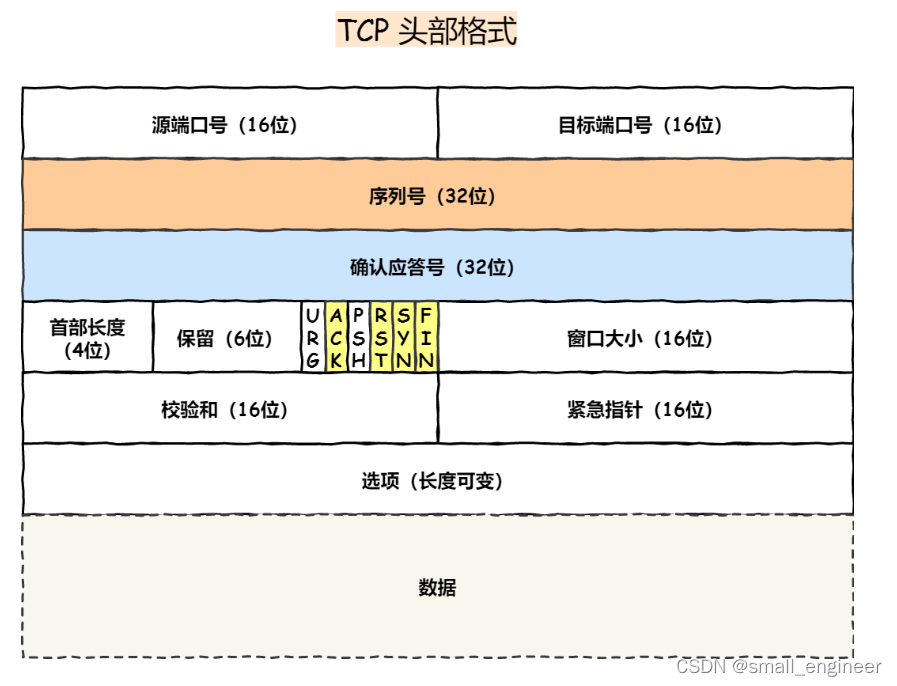 TCP 头部格式
源端口号（16位） 目标端口号（16位）
序列号（32位）
确认应答号（32位）
首部长度
（4位）
保留（6位）
URG
ACK
PSH
RST
SYN
FIN
窗口大小（16位）
校验和（16位） 紧急指针（16位）
选项（长度可变）
数据
CSDN @small_engineer